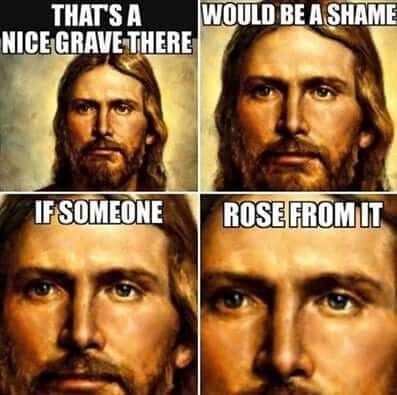 THAT'S A
NICE GRAVE THERE
WOULD BE A SHAME
IF SOMEONE
ROSE FROM IT